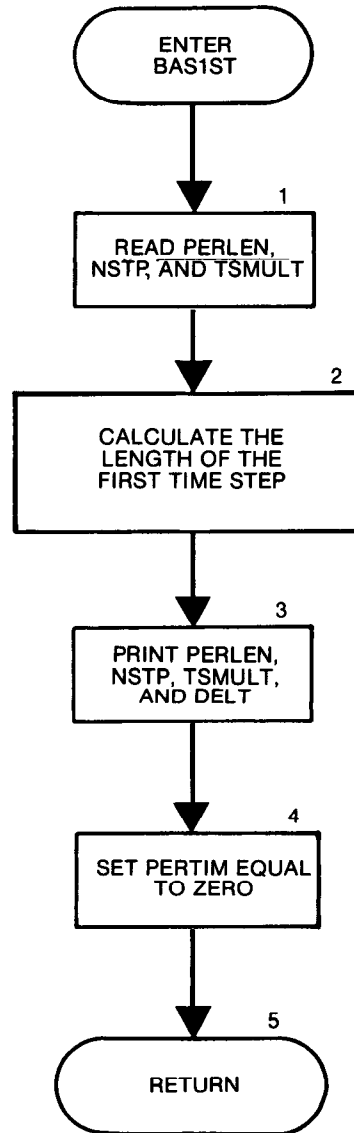 ENTER
BAS1ST
1
READ PERLEN,
NSTP, AND TSMULT
2
CALCULATE THE
LENGTH OF THE
FIRST TIME STEP
3
PRINT PERLEN,
NSTP, TSMULT,
AND DELT
4
SET PERTIM EQUAL
TO ZERO
5
RETURN